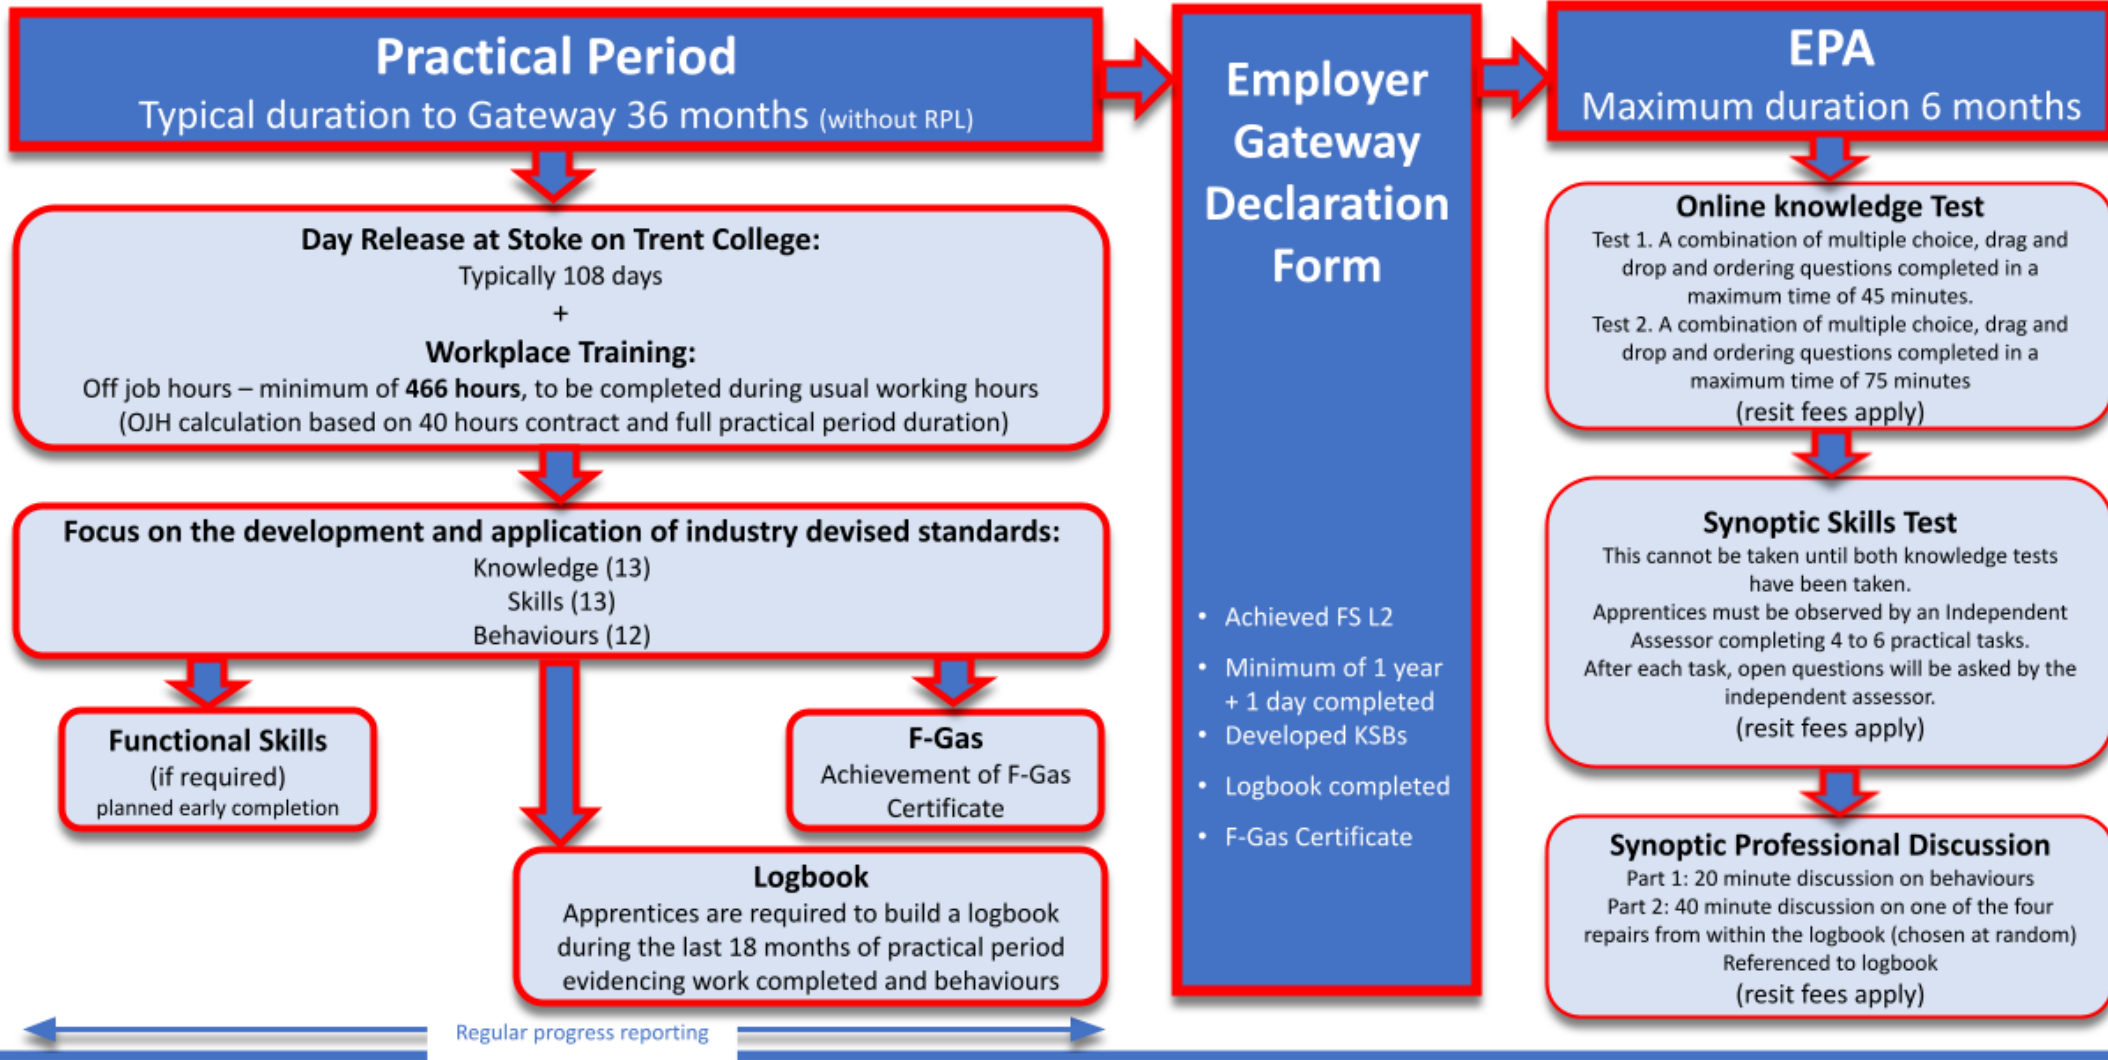 Practical Period
Typical duration to Gateway 36 months (without RPL)
Day Release at Stoke on Trent College:
Typically 108 days
+
Workplace Training:
Off job hours – minimum of 466 hours, to be completed during usual working hours
(OJH calculation based on 40 hours contract and full practical period duration)
Focus on the development and application of industry devised standards:
Knowledge (13)
Skills (13)
Behaviours (12)
Functional Skills
(if required)
planned early completion
F-Gas
Achievement of F-Gas
Certificate
Logbook
Apprentices are required to build a logbook
during the last 18 months of practical period
evidencing work completed and behaviours
Regular progress reporting
Employer
Gateway
Declaration
Form
• Achieved FS L2
• Minimum of 1 year
+ 1 day completed
• Developed KSBs
• Logbook completed
• F-Gas Certificate
EPA
Maximum duration 6 months
Online knowledge Test
Test 1. A combination of multiple choice, drag and
drop and ordering questions completed in a
maximum time of 45 minutes.
Test 2. A combination of multiple choice, drag and
drop and ordering questions completed in a
maximum time of 75 minutes
(resit fees apply)
Synoptic Skills Test
This cannot be taken until both knowledge tests
have been taken.
Apprentices must be observed by an Independent
Assessor completing 4 to 6 practical tasks.
After each task, open questions will be asked by the
independent assessor.
(resit fees apply)
Synoptic Professional Discussion
Part 1: 20 minute discussion on behaviours
Part 2: 40 minute discussion on one of the four
repairs from within the logbook (chosen at random)
Referenced to logbook
(resit fees apply)